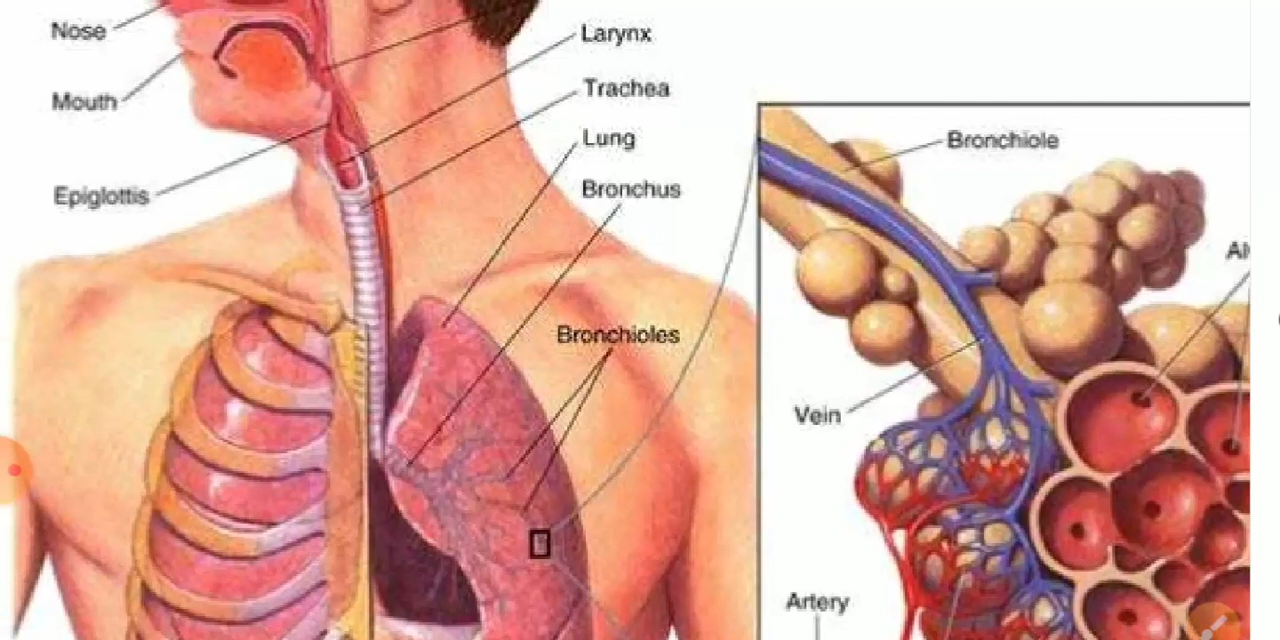 Nose
Mouth
Epiglottis
Larynx
Trachea
Lung
Bronchus
Bronchioles
Bronchiole
Vein
Artery